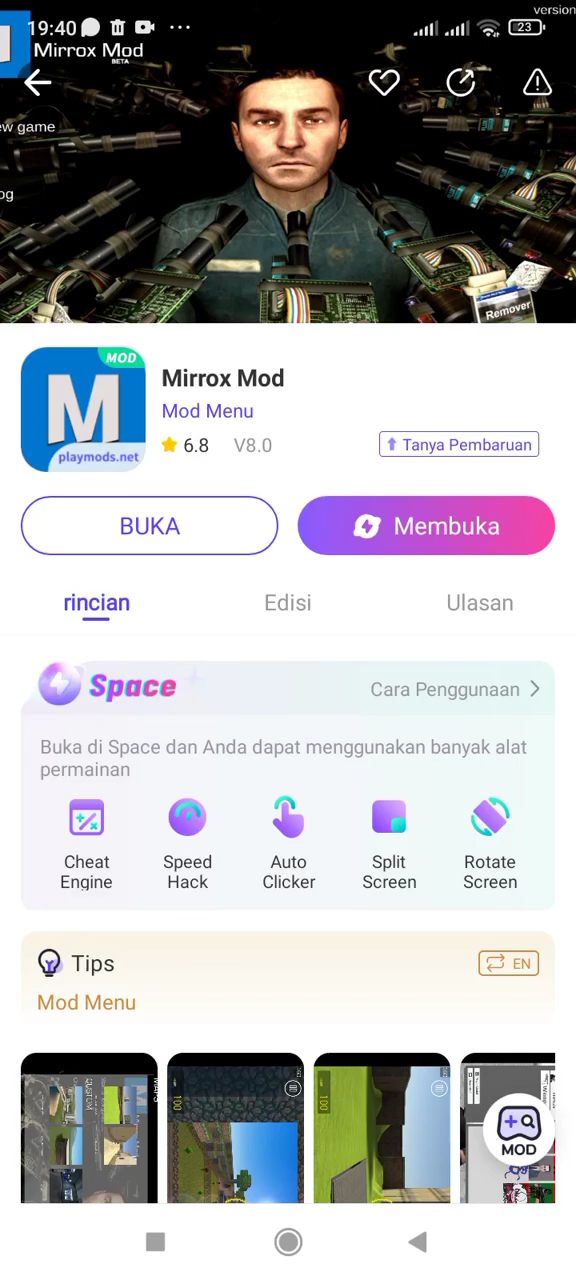 version
19:40
23
Mirrox Mod
BETA
ew game
og
Remover
MOD
M
playmods.net
Mirrox Mod
Mod Menu
6.8 V8.0
Tanya Pembaruan
BUKA
Membuka
rincian Edisi Ulasan
Space
Cara Penggunaan
Buka di Space dan Anda dapat menggunakan banyak alat
permainan
Cheat
Engine
Speed
Hack
Auto
Clicker
Split
Screen
Rotate
Screen
Tips
EN
Mod Menu
100
100
MOD